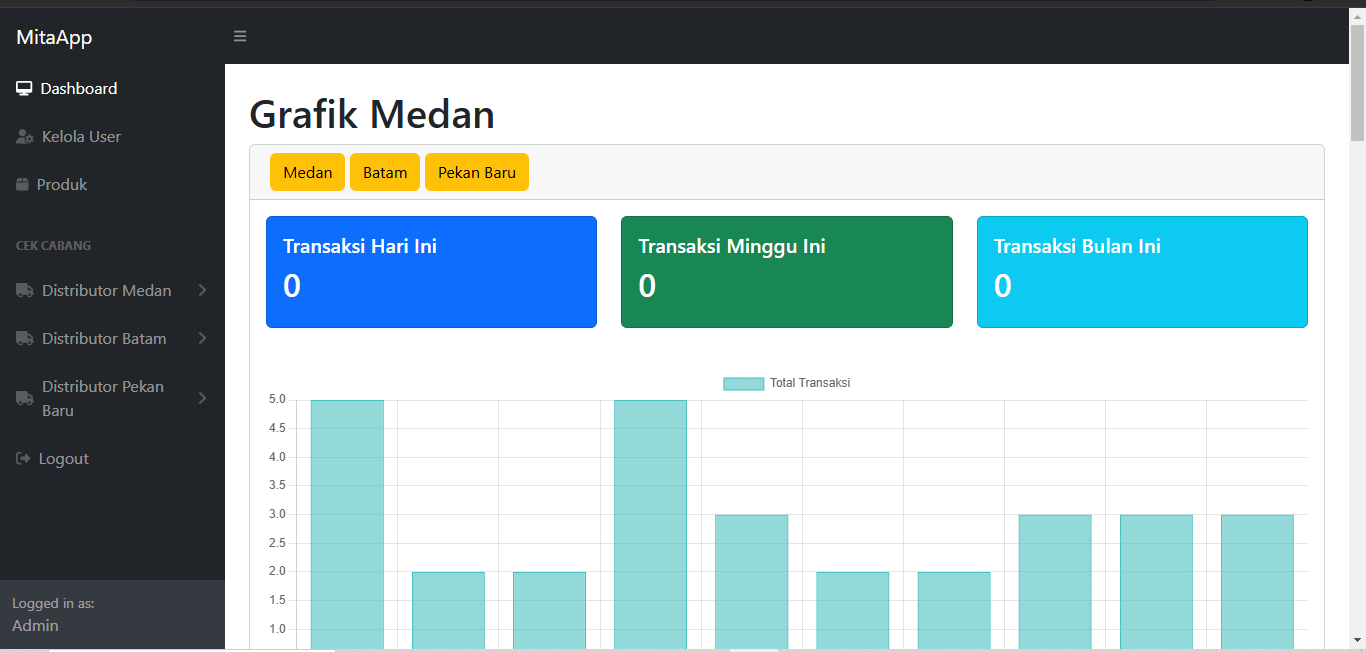 MitaApp
Dashboard
Kelola User
Produk
CEK CABANG
Distributor Medan
Distributor Batam
Distributor Pekan
Baru
Logout
Logged in as:
Admin
Grafik Medan
Medan Batam Pekan Baru
Transaksi Hari Ini
0
Transaksi Minggu Ini
0
Transaksi Bulan Ini
0
Total Transaksi
5.0
4.5
4.0
3.5
3.0
2.5
2.0
1.5
1.0